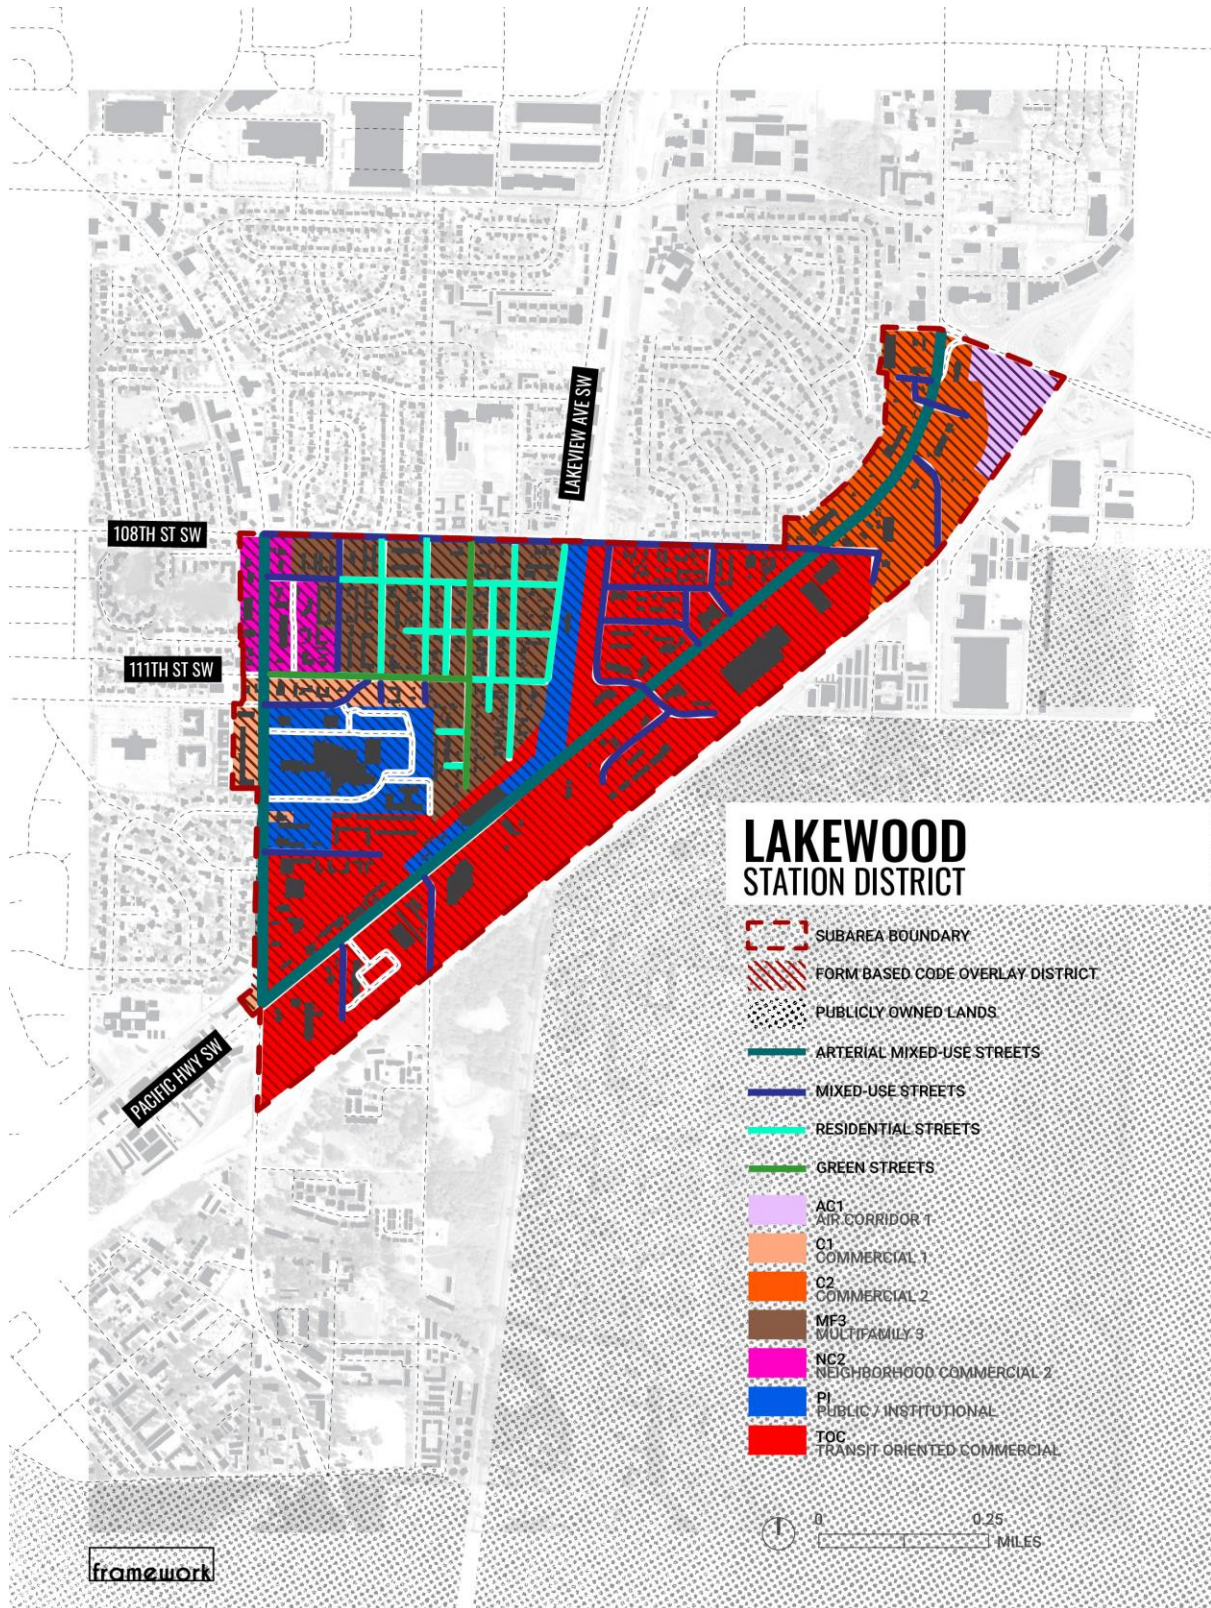 LAKEVIEW AVE SW
108TH ST SW
111TH ST SW
PACIFIC HWY SW
LAKEWOOD
STATION DISTRICT
SUBAREA BOUNDARY
FORM BASED CODE OVERLAY DISTRICT
PUBLICLY OWNED LANDS
ARTERIAL MIXED-USE STREETS
MIXED-USE STREETS
RESIDENTIAL STREETS
GREEN STREETS
AC1
AIR CORRIDOR 1
C1
COMMERCIAL 1
C2
COMMERCIAL 2
MF3
MULTIFAMILY 3
NC2
NEIGHBORHOOD COMMERCIAL 2
PI
PUBLIC / INSTITUTIONAL
TOC
TRANSIT ORIENTED COMMERCIAL
0 0.25
MILES
framework